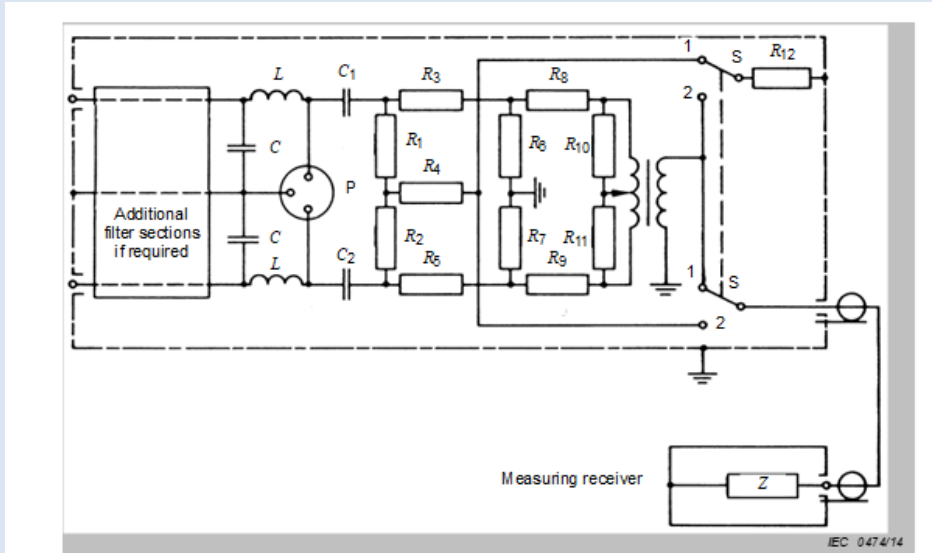 1 S R12
L C1 R3 R8
2
C R1 R6 R10
P R4
Additional
filter sections
if required
C R2 R7 R11
L C2 R5 R9 1 S
2
Measuring receiver Z
IEC 0474/14